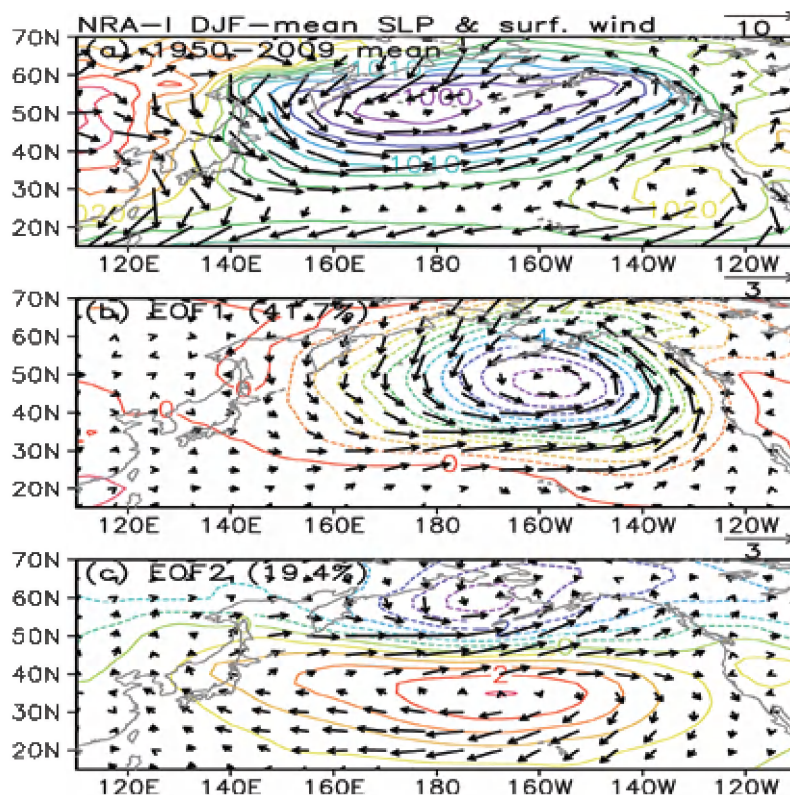 NRA-I DJF-mean SLP & surf. wind
10
70N
(a) 1950-2009 mean
60N
1010
50N
1000
40N
1010
30N
1020
1020
20N
120E 140E 160E 180 160W 140W 120W
3
70N
(b) EOF1 (41.7%)
60N
-4
50N
0
40N
0
30N
0
20N
120E 140E 160E 180 160W 140W 120W
3
70N
(c) EOF2 (19.4%)
60N
50N
40N
2
30N
20N
120E 140E 160E 180 160W 140W 120W